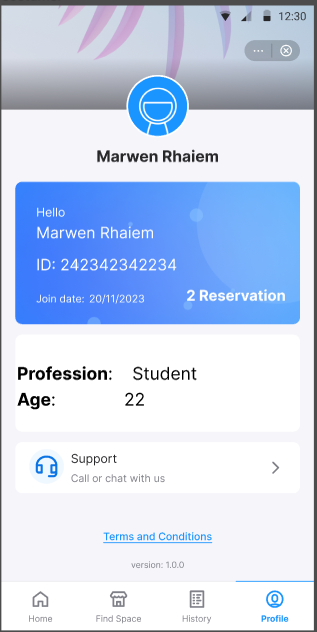 12:30
Marwen Rhaiem
Hello
Marwen Rhaiem
ID: 242342342234
Join date: 20/11/2023
2 Reservation
Profession: Student
Age: 22
Support
Call or chat with us
Terms and Conditions
version: 1.0.0
Home Find Space History Profile